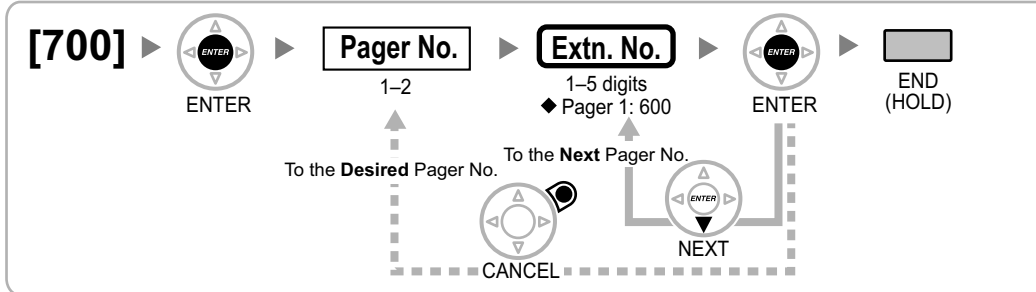 [700]
ENTER
ENTER
Pager No.
1–2
Extn. No.
1–5 digits
◆ Pager 1: 600
ENTER
ENTER
END
(HOLD)
To the Desired Pager No.
To the Next Pager No.
CANCEL
ENTER
NEXT